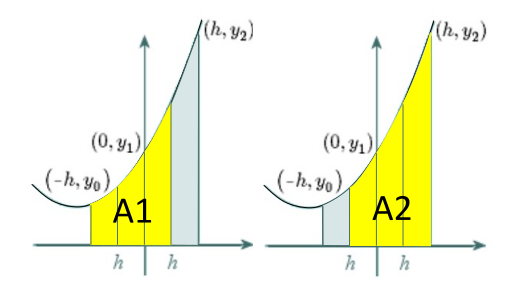 (h, y₂)
(0, y₁)
(-h, y₀)
A1
h h
(h, y₂)
(0, y₁)
(-h, y₀)
A2
h h